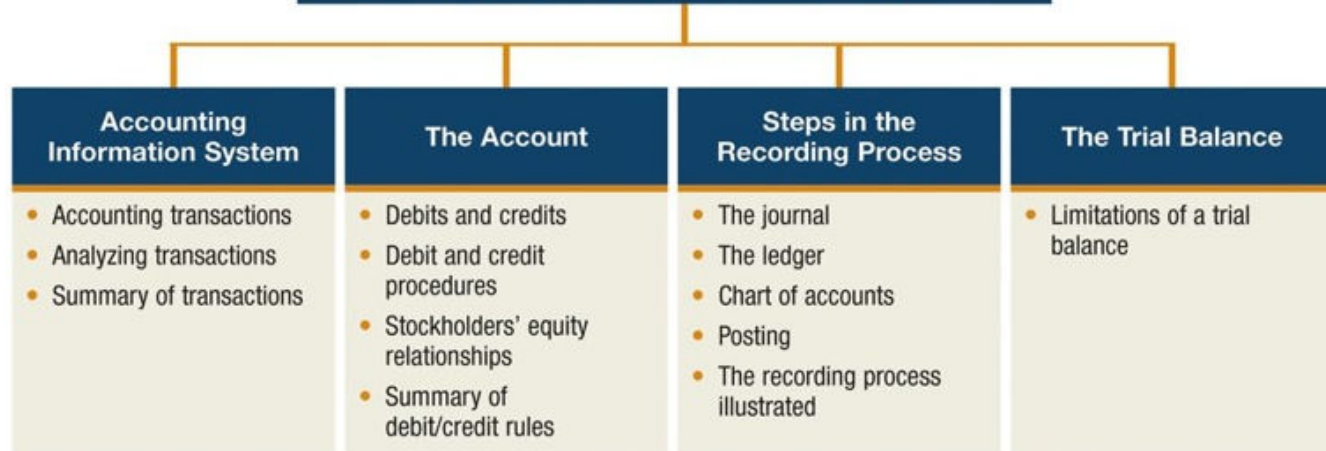 Accounting
Information System
• Accounting transactions
• Analyzing transactions
• Summary of transactions
The Account
• Debits and credits
• Debit and credit
procedures
• Stockholders’ equity
relationships
• Summary of
debit/credit rules
Steps in the
Recording Process
• The journal
• The ledger
• Chart of accounts
• Posting
• The recording process
illustrated
The Trial Balance
• Limitations of a trial
balance